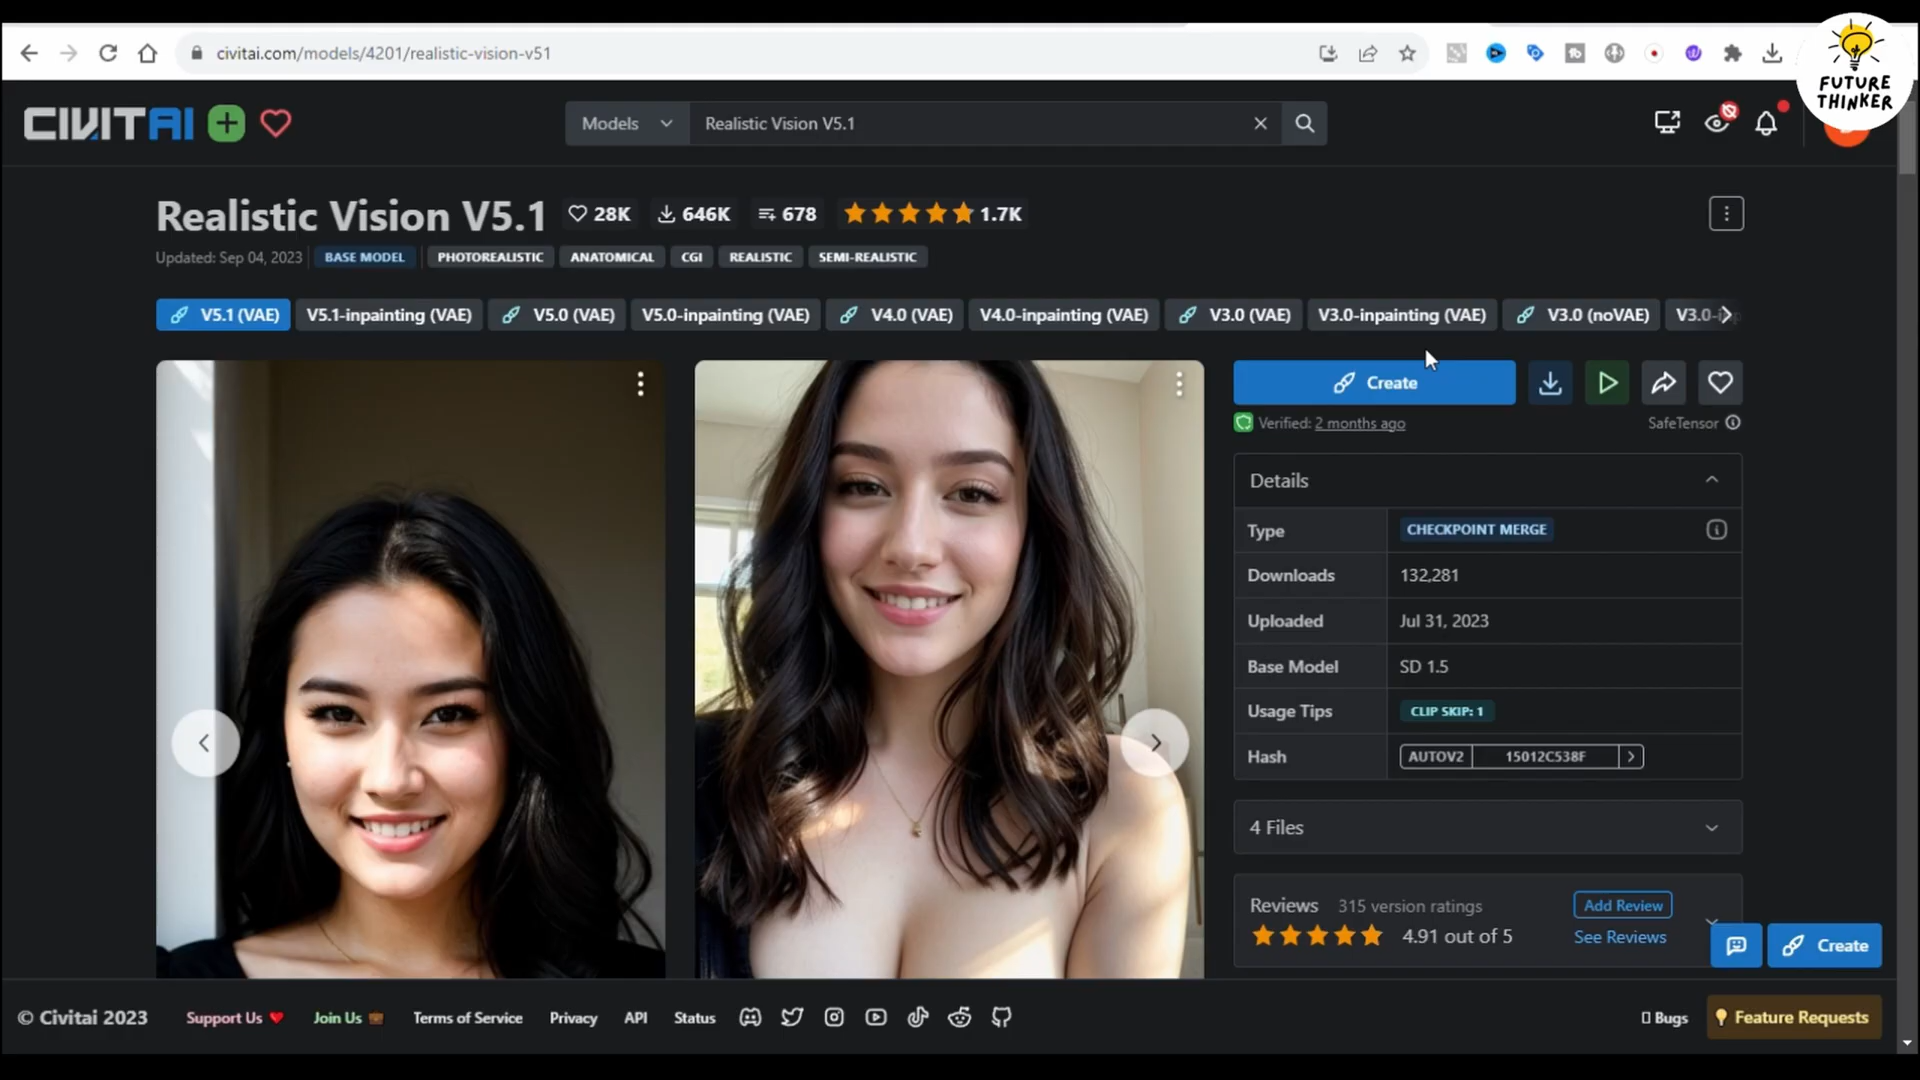 civitai.com/models/4201/realistic-vision-v51
FUTURE
THINKER
CIVITAI
Models
Realistic Vision V5.1
Realistic Vision V5.1
28K
646K
678
1.7K
Updated: Sep 04, 2023
BASE MODEL
PHOTOREALISTIC
ANATOMICAL
CGI
REALISTIC
SEMI-REALISTIC
V5.1 (VAE)
V5.1-inpainting (VAE)
V5.0 (VAE)
V5.0-inpainting (VAE)
V4.0 (VAE)
V4.0-inpainting (VAE)
V3.0 (VAE)
V3.0-inpainting (VAE)
V3.0 (noVAE)
Create
Verified: 2 months ago
SafeTensor
Details
Type
CHECKPOINT MERGE
Downloads
132,281
Uploaded
Jul 31, 2023
Base Model
SD 1.5
Usage Tips
CLIP SKIP: 1
Hash
AUTOV2
15012C538F
4 Files
Reviews
315 version ratings
Add Review
4.91 out of 5
See Reviews
Create
© Civitai 2023
Support Us
Join Us
Terms of Service
Privacy
API
Status
Bugs
Feature Requests